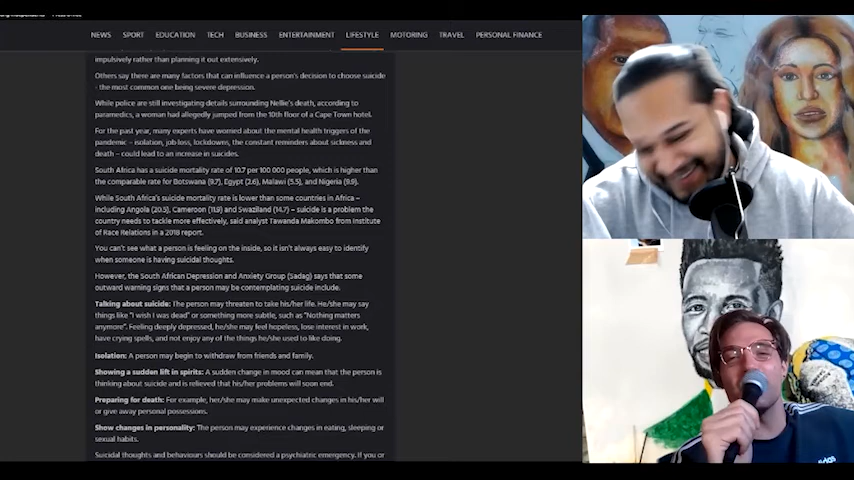 NEWS SPORT EDUCATION TECH BUSINESS ENTERTAINMENT LIFESTYLE MOTORING TRAVEL PERSONAL FINANCE
impulsively rather than planning it out extensively.
Others say there are many factors that can influence a person's decision to choose suicide
- the most common one being severe depression.
While police are still investigating details surrounding Nellie's death, according to
paramedics, a woman had allegedly jumped from the 10th floor of a Cape Town hotel.
For the past year, many experts have worried about the mental health triggers of the
pandemic – isolation, job loss, lockdowns, the constant reminders about sickness and
death – could lead to an increase in suicides.
South Africa has a suicide mortality rate of 10.7 per 100 000 people, which is higher than
the comparable rate for Botswana (9.7), Egypt (2.6), Malawi (5.5), and Nigeria (9.9).
While South Africa's suicide mortality rate is lower than some countries in Africa –
including Angola (20.5), Cameroon (11.9) and Swaziland (14.7) – suicide is a problem the
country needs to tackle more effectively, said analyst Tawanda Makombo from Institute
of Race Relations in a 2018 report.
You can't see what a person is feeling on the inside, so it isn't always easy to identify
when someone is having suicidal thoughts.
However, the South African Depression and Anxiety Group (Sadag) says that some
outward warning signs that a person may be contemplating suicide include.
Talking about suicide: The person may threaten to take his/her life. He/she may say
things like "I wish I was dead" or something more subtle, such as "Nothing matters
anymore". Feeling deeply depressed, he/she may feel hopeless, lose interest in work,
have crying spells, and not enjoy any of the things he/she used to like doing.
Isolation: A person may begin to withdraw from friends and family.
Showing a sudden lift in spirits: A sudden change in mood can mean that the person is
thinking about suicide and is relieved that his/her problems will soon end.
Preparing for death: For example, her/she may make unexpected changes in his/her will
or give away personal possessions.
Show changes in personality: The person may experience changes in eating, sleeping or
sexual habits.
Suicidal thoughts and behaviours should be considered a psychiatric emergency. If you or
adidas